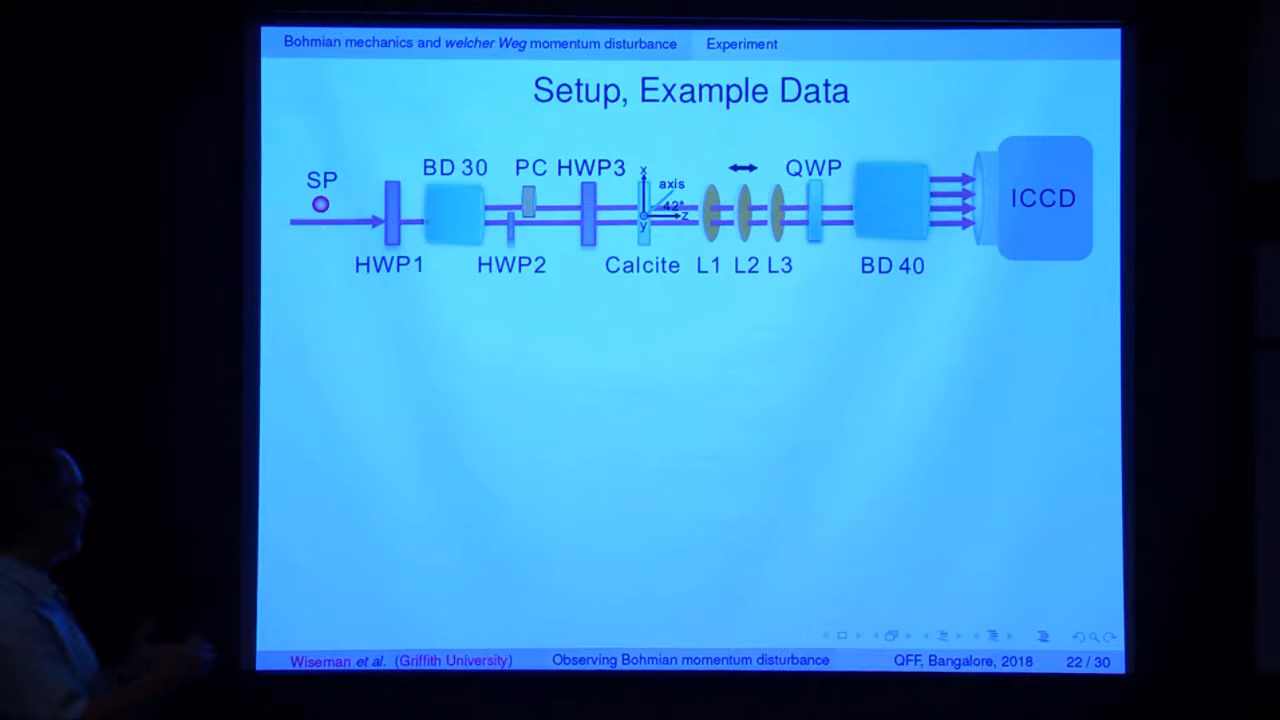 Bohmian mechanics and welcher Weg momentum disturbance Experiment
Setup, Example Data
SP
BD 30 PC HWP3 QWP
x
axis
42°
z
y
ICCD
HWP1 HWP2 Calcite L1 L2 L3 BD 40
Wiseman et al. (Griffith University) Observing Bohmian momentum disturbance QFF, Bangalore, 2018 22 / 30